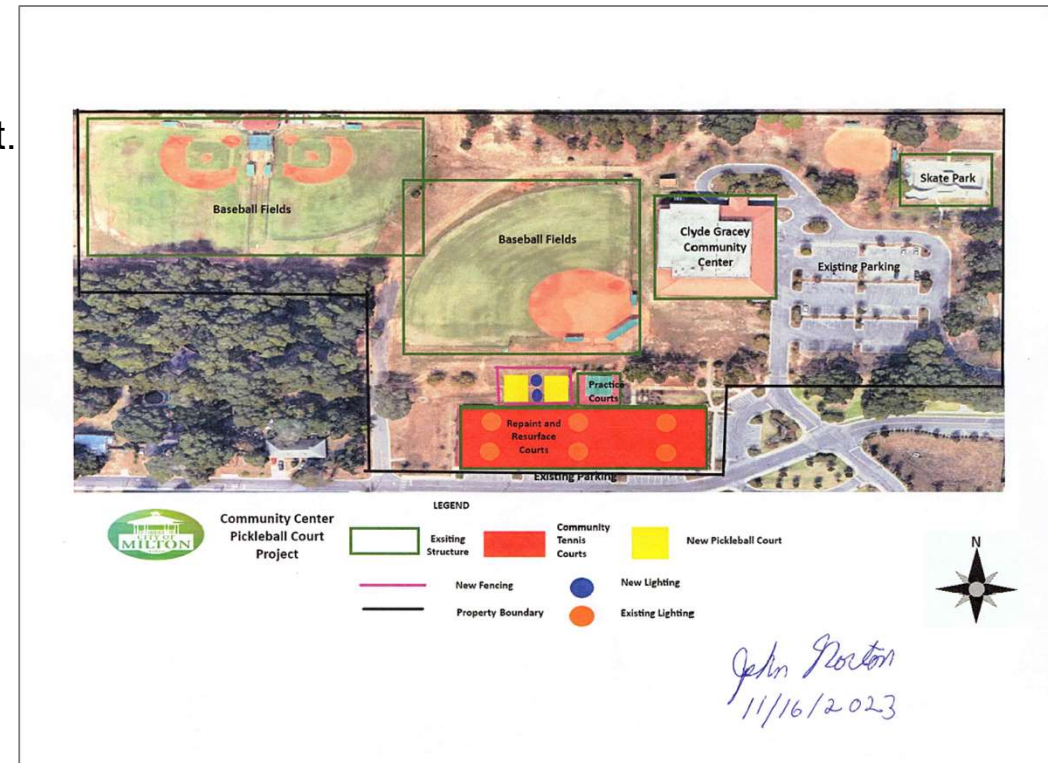 t.
Baseball Fields
Baseball Fields
Clyde Gracey
Community
Center
Skate Park
Existing Parking
Practice
Courts
Repaint and
Resurface
Courts
Existing Parking
LEGEND
CITY OF
MILTON
Community Center
Pickleball Court
Project
Exsiting
Structure
Community
Tennis
Courts
New Pickleball Court
New Fencing
New Lighting
Property Boundary
Existing Lighting
N
John Norton
11/16/2023